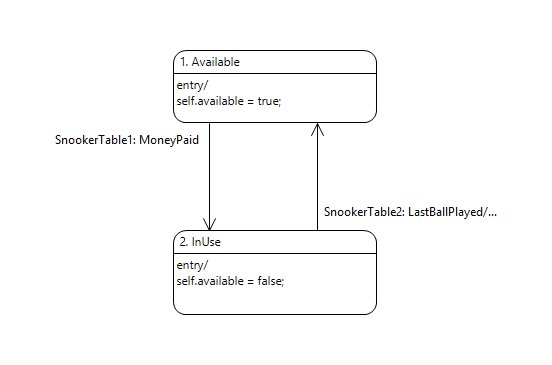 1. Available
entry/
self.available = true;
SnookerTable1: MoneyPaid
SnookerTable2: LastBallPlayed/...
2. InUse
entry/
self.available = false;